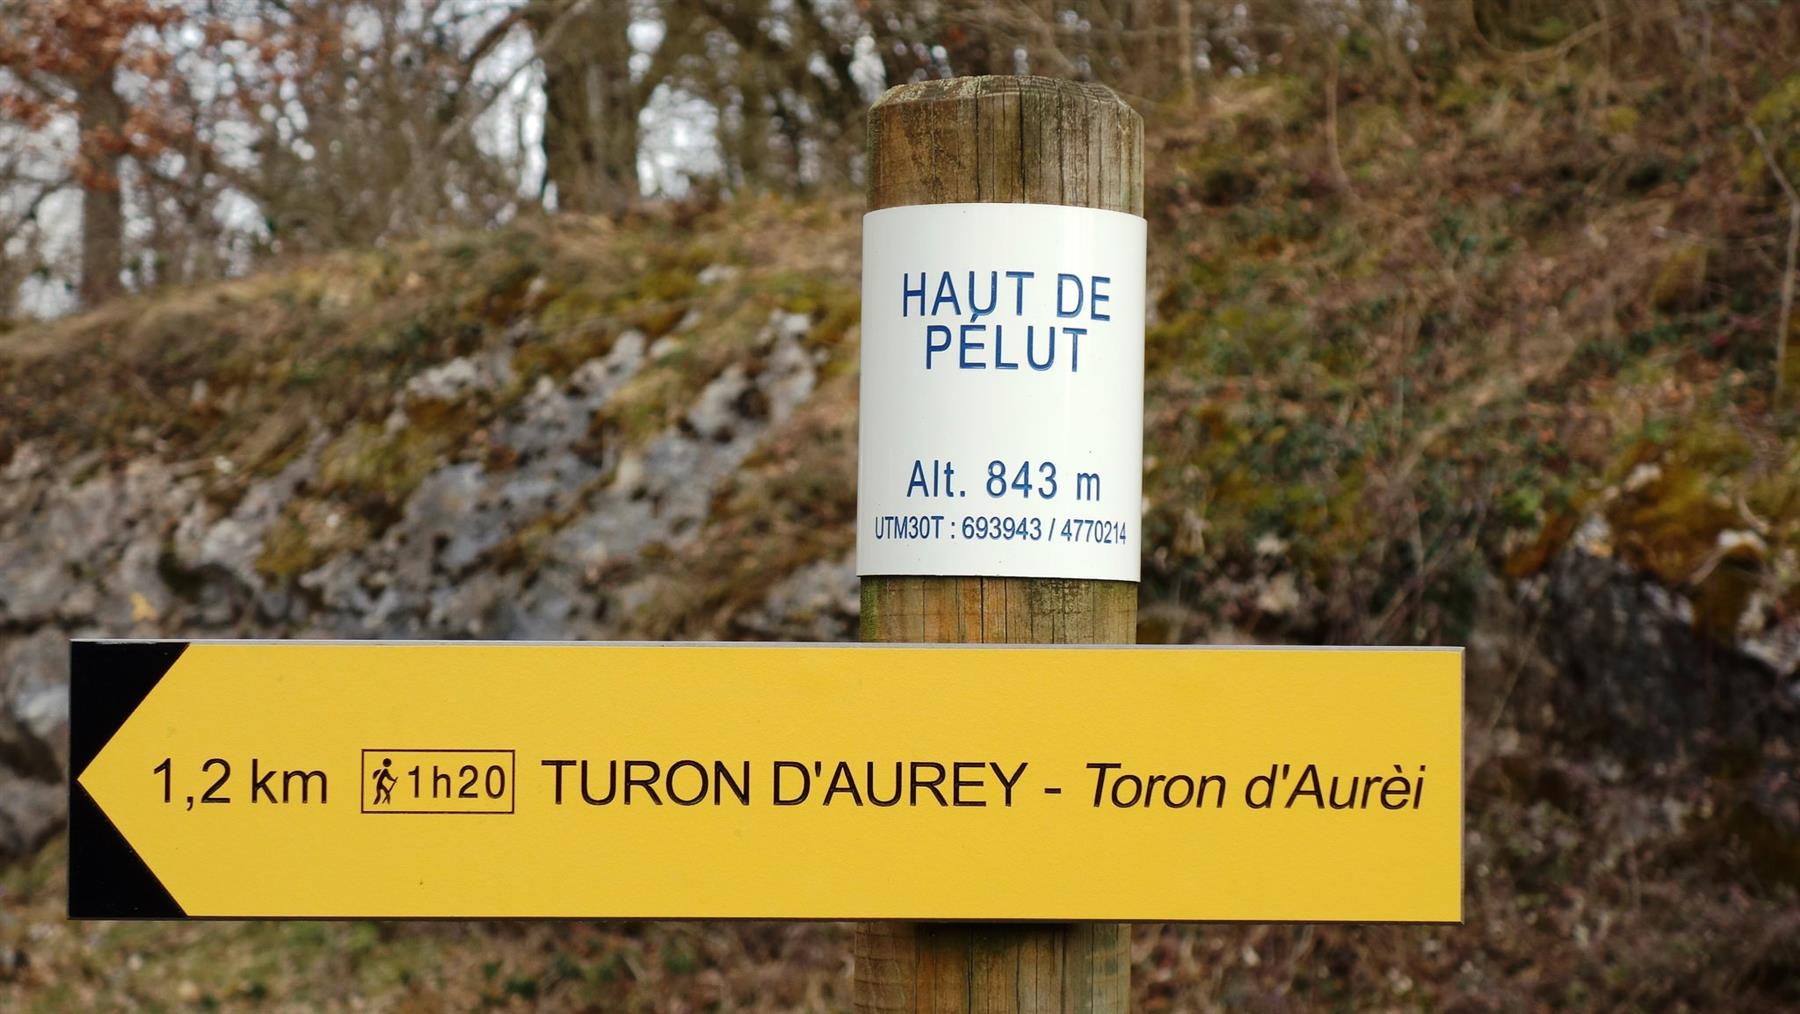 HAUT DE
PÉLUT
Alt. 843 m
UTM30T : 693943 / 4770214
1,2 km 1h20 TURON D'AUREY - Toron d'Aurèi